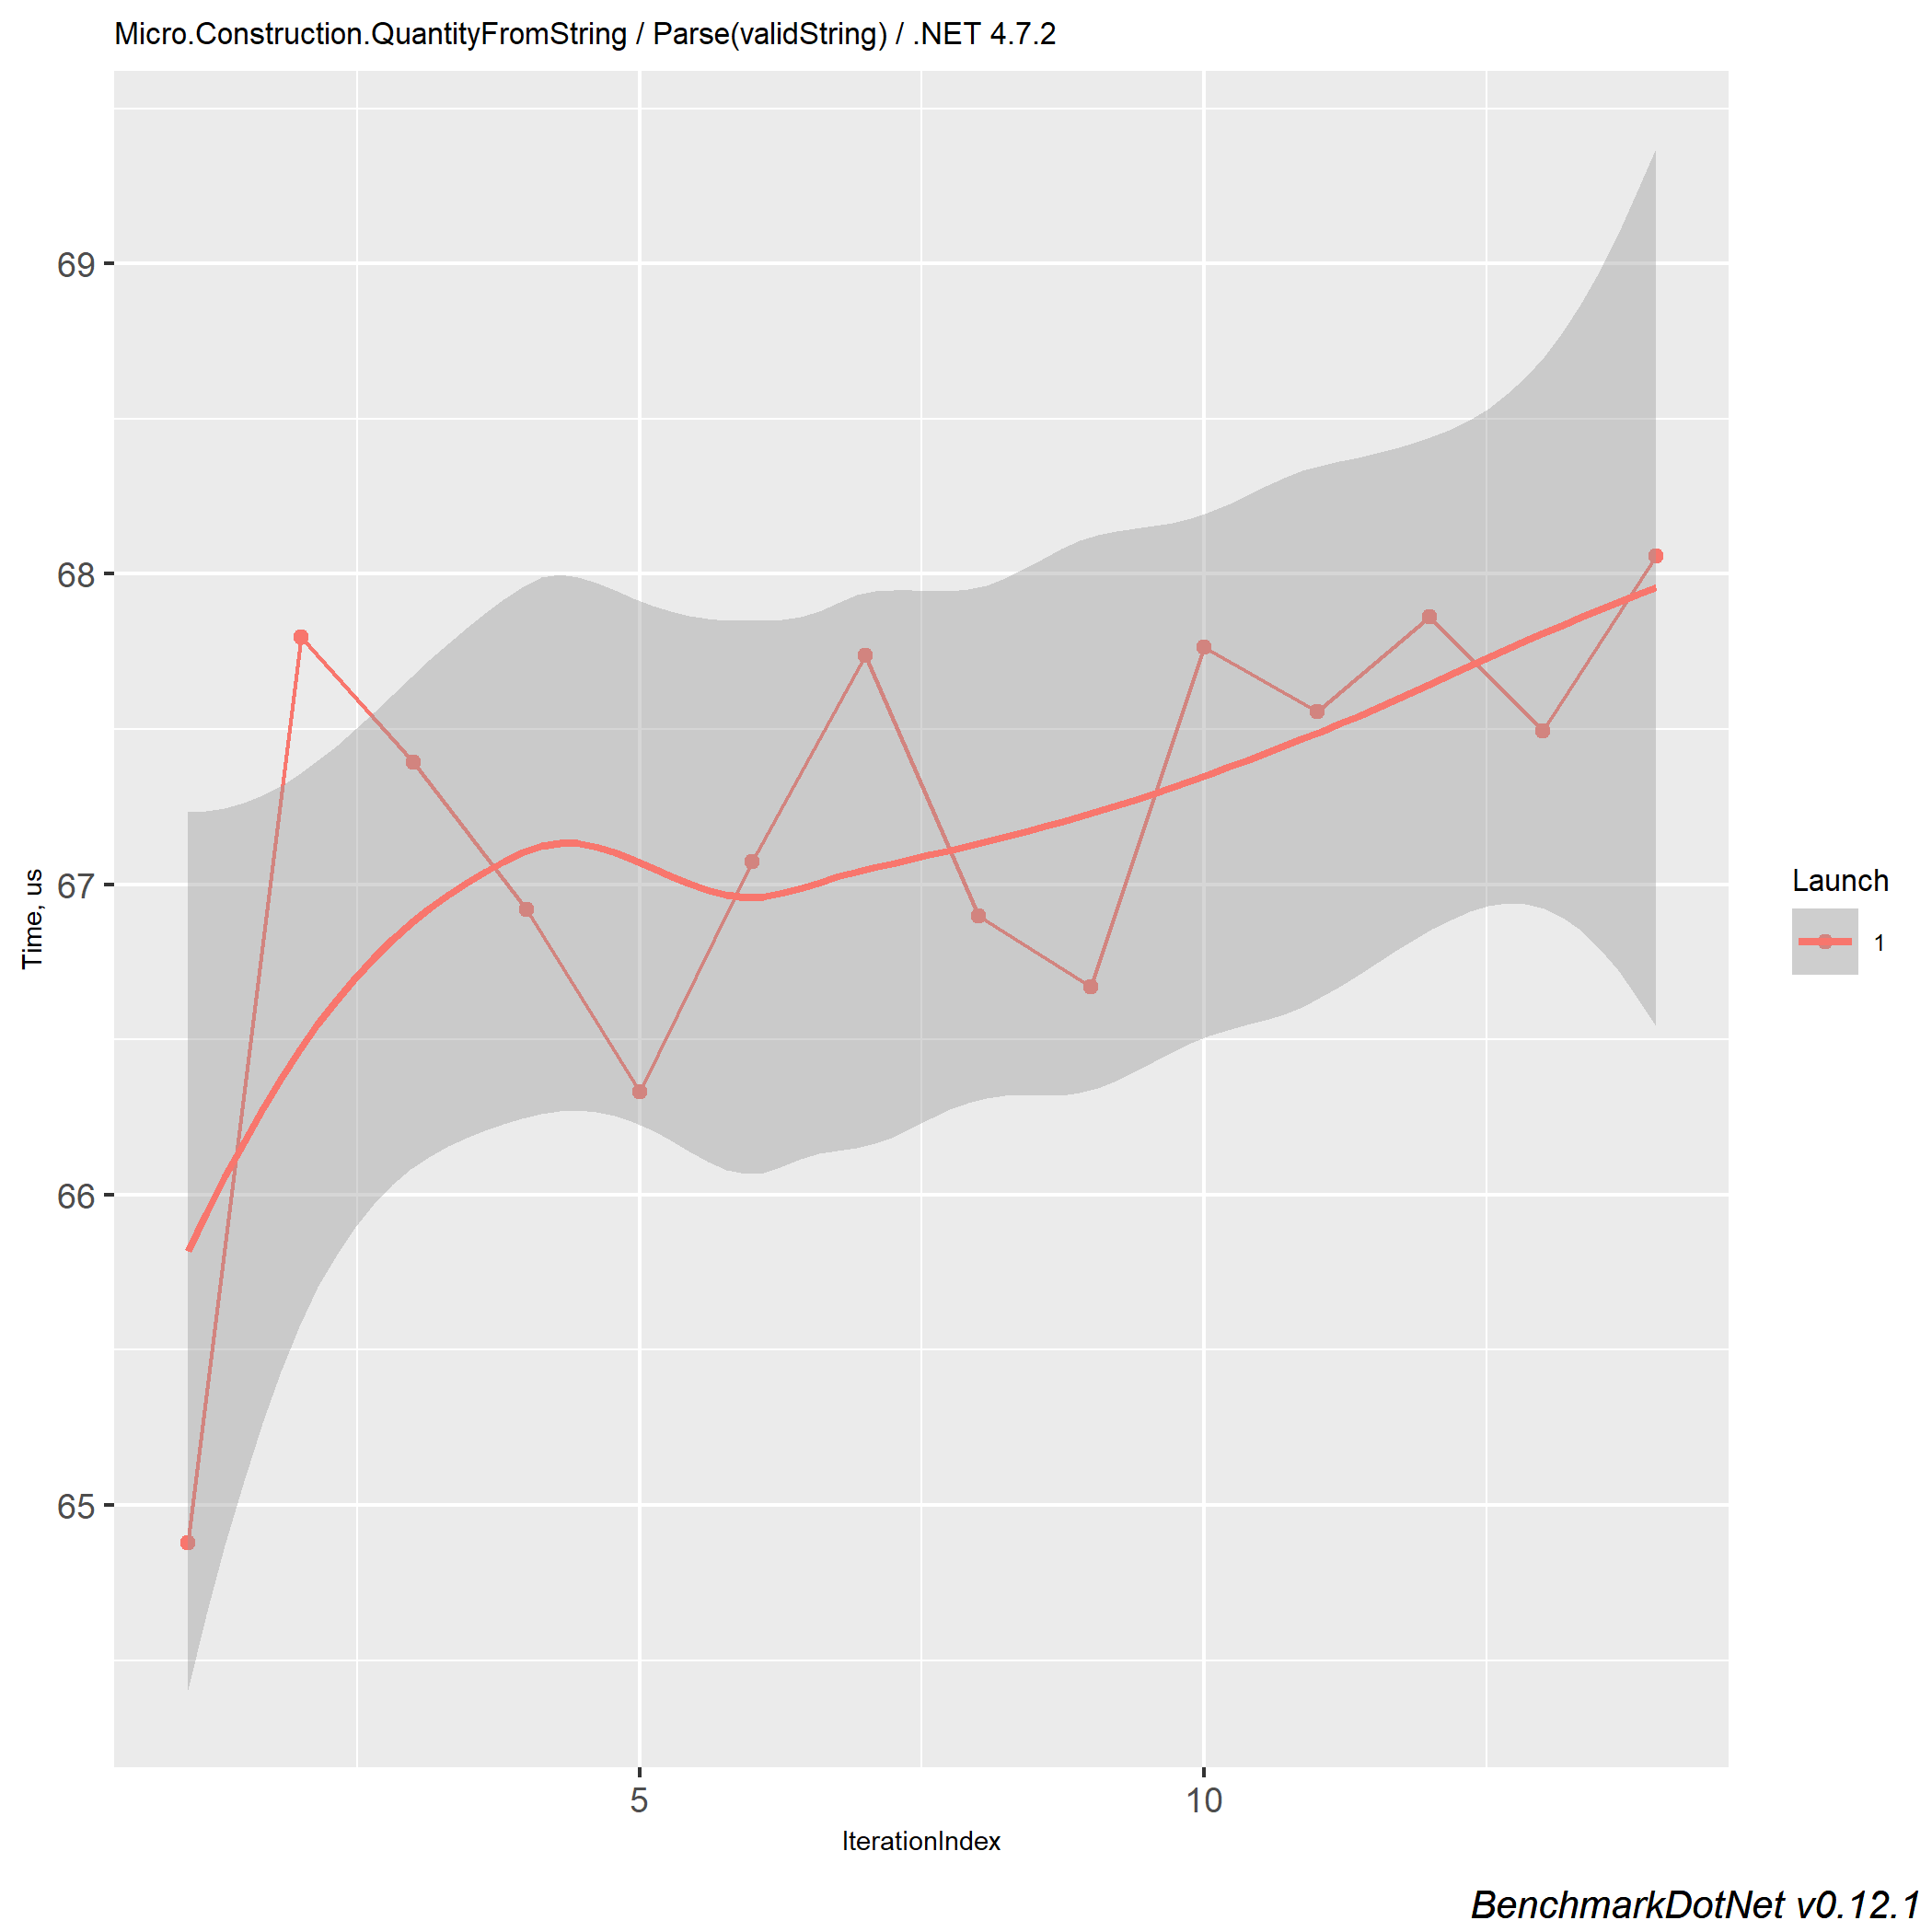 Micro.Construction.QuantityFromString / Parse(validString) / .NET 4.7.2
69
68
67
66
65
Time, us
5
10
IterationIndex
Launch
1
BenchmarkDotNet v0.12.1